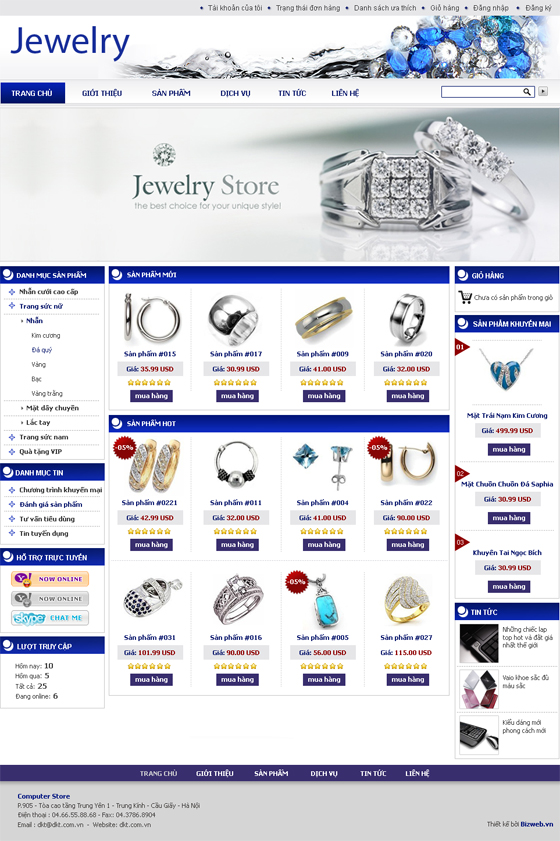 Tài khoản của tôi • Trạng thái đơn hàng • Danh sách ưa thích • Giỏ hàng • Đăng nhập • Đăng ký
Jewelry
TRANG CHỦ GIỚI THIỆU SẢN PHẨM DỊCH VỤ TIN TỨC LIÊN HỆ
Jewelry Store
the best choice for your unique style!
DANH MỤC SẢN PHẨM
Nhẫn cưới cao cấp
Trang sức nữ
Nhẫn
Kim cương
Đá quý
Vàng
Bạc
Vàng trắng
Mặt dây chuyền
Lắc tay
Trang sức nam
Quà tặng VIP
DANH MỤC TIN
Chương trình khuyến mại
Đánh giá sản phẩm
Tư vấn tiêu dùng
Tin tuyển dụng
HỖ TRỢ TRỰC TUYẾN
NOW ONLINE
NOW ONLINE
skype CHAT ME
LƯỢT TRUY CẬP
Hôm nay: 10
Hôm qua: 5
Tất cả: 25
Đang online: 6
SẢN PHẨM MỚI
Sản phẩm #015 Sản phẩm #017 Sản phẩm #009 Sản phẩm #020
Giá: 35.99 USD Giá: 30.99 USD Giá: 41.00 USD Giá: 32.00 USD
mua hàng mua hàng mua hàng mua hàng
SẢN PHẨM HOT
-05% -05%
Sản phẩm #0221 Sản phẩm #011 Sản phẩm #004 Sản phẩm #022
Giá: 42.99 USD Giá: 32.00 USD Giá: 41.00 USD Giá: 90.00 USD
mua hàng mua hàng mua hàng mua hàng
-05%
Sản phẩm #031 Sản phẩm #016 Sản phẩm #005 Sản phẩm #027
Giá: 101.99 USD Giá: 90.00 USD Giá: 56.00 USD Giá: 115.00 USD
mua hàng mua hàng mua hàng mua hàng
GIỎ HÀNG
Chưa có sản phẩm trong giỏ
SẢN PHẨM KHUYẾN MẠI
01
Mặt Trái Nạm Kim Cương
Giá: 499.99 USD
mua hàng
02
Mặt Chuồn Chuồn Đá Saphia
Giá: 30.99 USD
mua hàng
03
Khuyên Tai Ngọc Bích
Giá: 30.99 USD
mua hàng
TIN TỨC
Những chiếc lap
top hot và đắt giá
nhất thế giới
Vaio khoe sắc đủ
màu sắc
Kiểu dáng mới
phong cách mới
TRANG CHỦ GIỚI THIỆU SẢN PHẨM DỊCH VỤ TIN TỨC LIÊN HỆ
Computer Store
P.905 - Tòa cao tầng Trung Yên 1 - Trung Kính - Cầu Giấy - Hà Nội
Điện thoại : 04.66.55.88.68 - Fax: 04.3786.8904
Email : dkt@dkt.com.vn - Website: dkt.com.vn
Thiết kế bởi Bizweb.vn